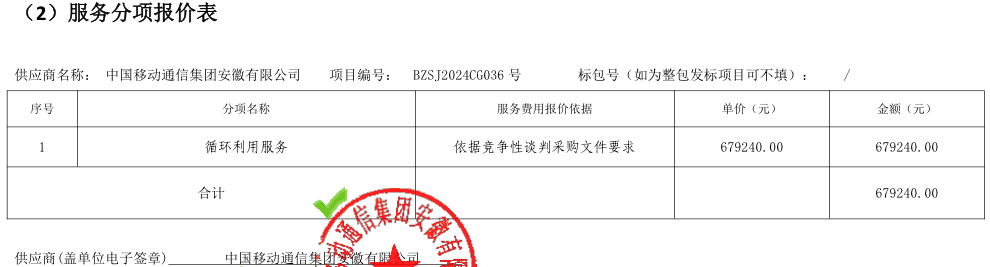 （2）服务分项报价表
供应商名称： 中国移动通信集团安徽有限公司 项目编号： BZSJ2024CG036 号 标包号（如为整包发标项目可不填）： /
序号 分项名称 服务费用报价依据 单价（元） 金额（元）
1 循环利用服务 依据竞争性谈判采购文件要求 679240.00 679240.00
合计 679240.00
移动通信集团安徽有限
供应商(盖单位电子签章) 中国移动通信集团安徽有限公司